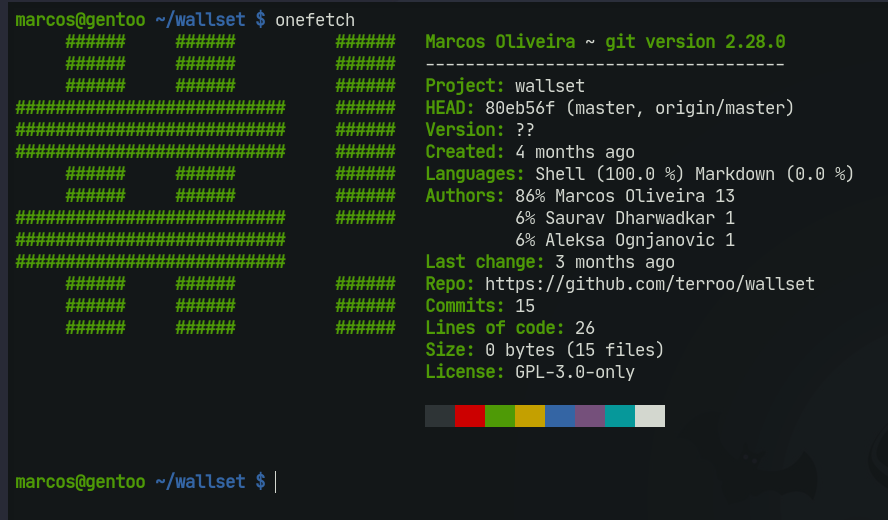 marcos@gentoo ~/wallset $ onefetch
     ######     ######          ######   Marcos Oliveira ~ git version 2.28.0
     ######     ######          ######   ------------------------------------
     ######     ######          ######   Project: wallset
###########################     ######   HEAD: 80eb56f (master, origin/master)
###########################     ######   Version: ??
###########################     ######   Created: 4 months ago
     ######     ######          ######   Languages: Shell (100.0 %) Markdown (0.0 %)
     ######     ######          ######   Authors: 86% Marcos Oliveira 13
###########################     ######            6% Saurav Dharwadkar 1
###########################                       6% Aleksa Ognjanovic 1
###########################              Last change: 3 months ago
     ######     ######          ######   Repo: https://github.com/terroo/wallset
     ######     ######          ######   Commits: 15
     ######     ######          ######   Lines of code: 26
                                         Size: 0 bytes (15 files)
                                         License: GPL-3.0-only
marcos@gentoo ~/wallset $